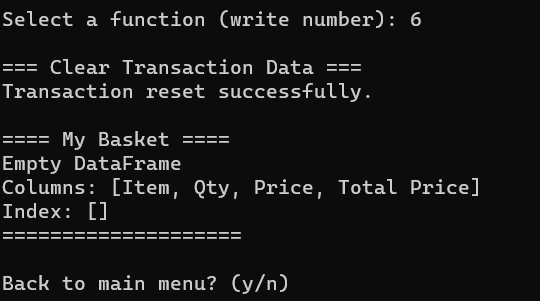 Select a function (write number): 6
=== Clear Transaction Data ===
Transaction reset successfully.
==== My Basket ====
Empty DataFrame
Columns: [Item, Qty, Price, Total Price]
Index: []
====================
Back to main menu? (y/n)